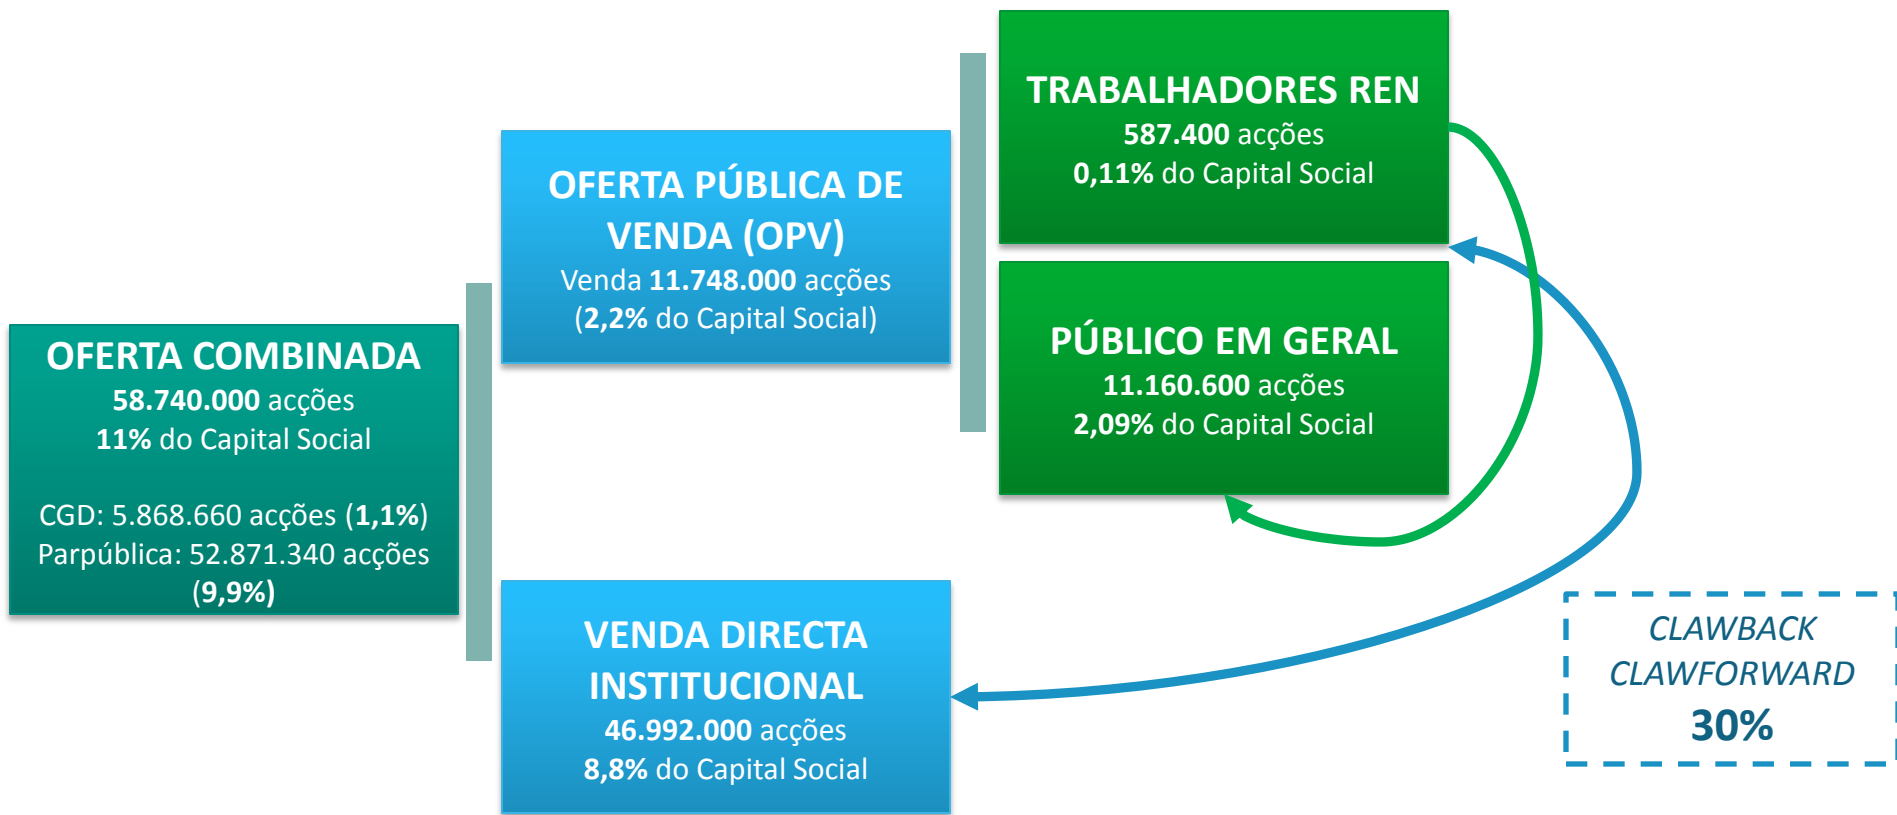 OFERTA COMBINADA
58.740.000 acções
11% do Capital Social
CGD: 5.868.660 acções (1,1%)
Parpública: 52.871.340 acções
(9,9%)
OFERTA PÚBLICA DE
VENDA (OPV)
Venda 11.748.000 acções
(2,2% do Capital Social)
VENDA DIRECTA
INSTITUCIONAL
46.992.000 acções
8,8% do Capital Social
TRABALHADORES REN
587.400 acções
0,11% do Capital Social
PÚBLICO EM GERAL
11.160.600 acções
2,09% do Capital Social
CLAWBACK
CLAWFORWARD
30%